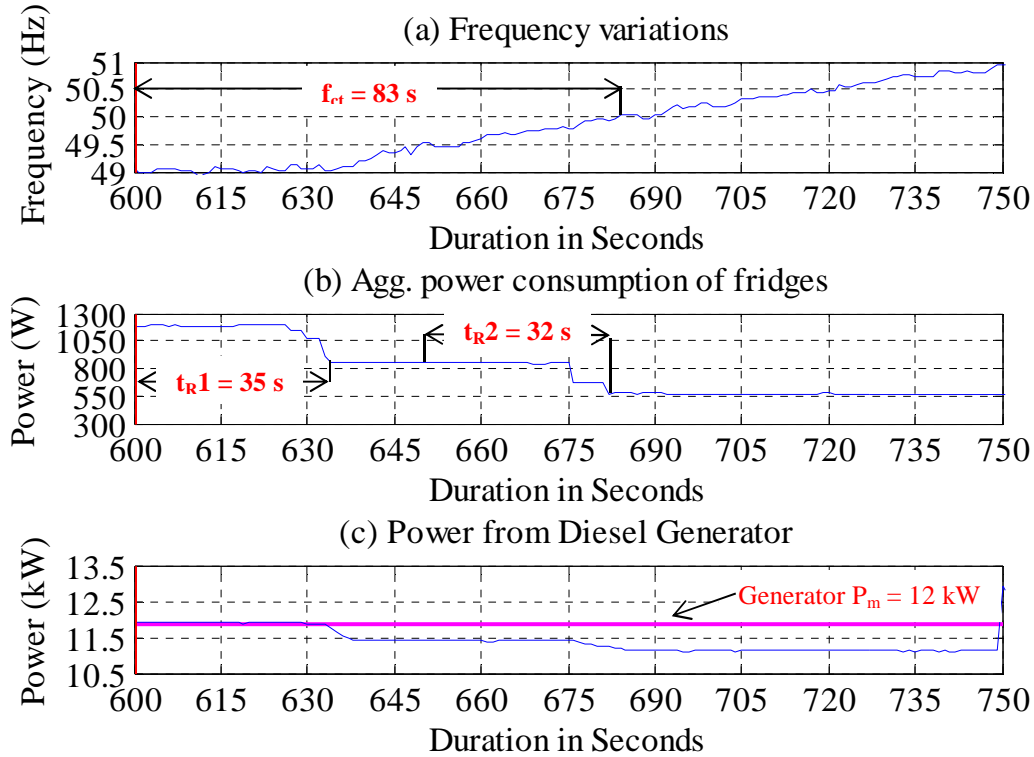 (a) Frequency variations
Frequency (Hz)
51
50.5
50
49.5
49
f_ct = 83 s
600 615 630 645 660 675 690 705 720 735 750
Duration in Seconds
(b) Agg. power consumption of fridges
Power (W)
1300
1050
800
550
300
t_R2 = 32 s
t_R1 = 35 s
600 615 630 645 660 675 690 705 720 735 750
Duration in Seconds
(c) Power from Diesel Generator
Power (kW)
13.5
12.5
11.5
10.5
Generator P_m = 12 kW
600 615 630 645 660 675 690 705 720 735 750
Duration in Seconds